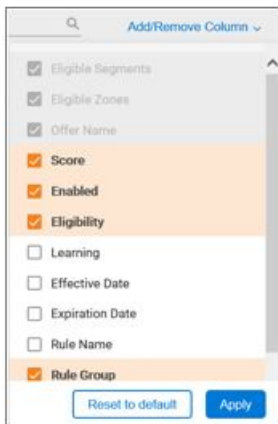 Add/Remove Column
Eligible Segments
Eligible Zones
Offer Name
Score
Enabled
Eligibility
Learning
Effective Date
Expiration Date
Rule Name
Rule Group
Reset to default Apply